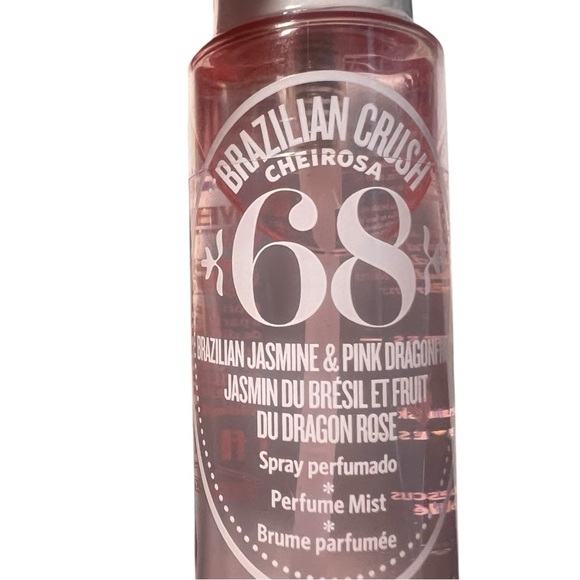 BRAZILIAN CRUSH
CHEIROSA
68
BRAZILIAN JASMINE & PINK DRAGONF
JASMIN DU BRÉSIL ET FRUIT
DU DRAGON ROSE
Spray perfumado
*
Perfume Mist
*
Brume parfumée